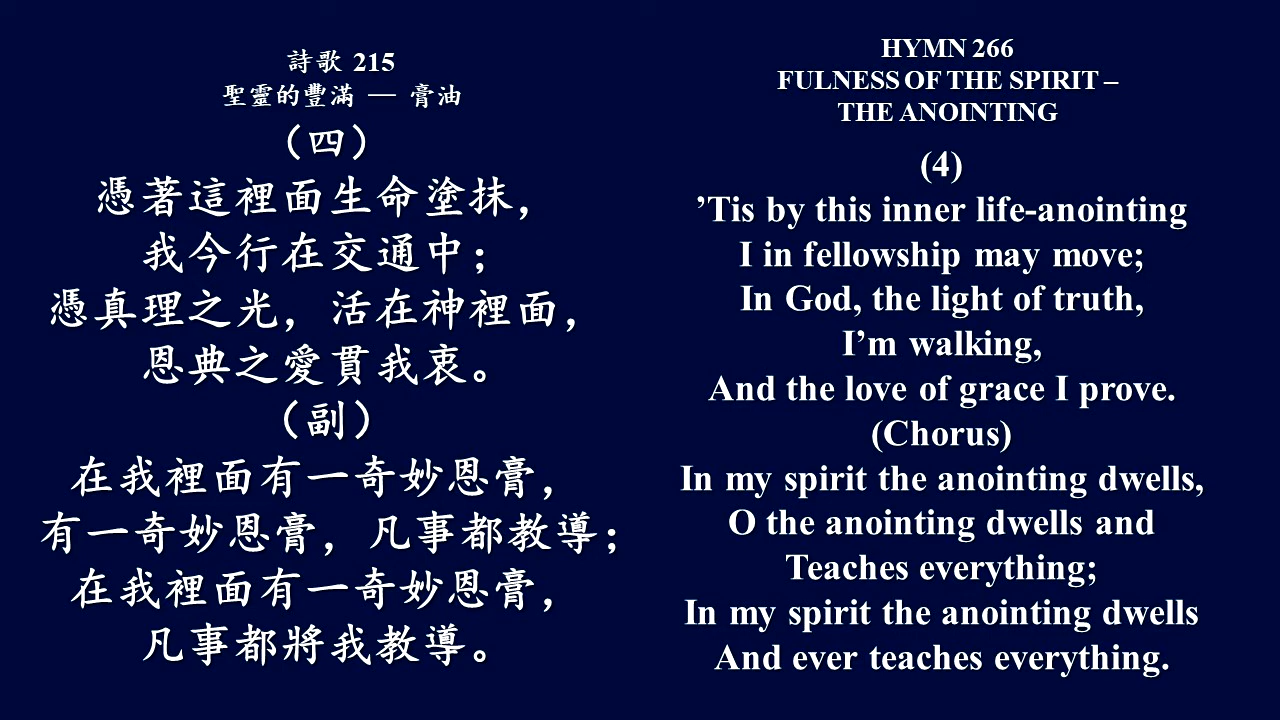 詩歌 215
聖靈的豐滿 — 膏油
（四）
憑著這裡面生命塗抹，
我今行在交通中；
憑真理之光，活在神裡面，
恩典之愛貫我衷。
（副）
在我裡面有一奇妙恩膏，
有一奇妙恩膏，凡事都教導；
在我裡面有一奇妙恩膏，
凡事都將我教導。
HYMN 266
FULNESS OF THE SPIRIT –
THE ANOINTING
(4)
’Tis by this inner life-anointing
I in fellowship may move;
In God, the light of truth,
I’m walking,
And the love of grace I prove.
(Chorus)
In my spirit the anointing dwells,
O the anointing dwells and
Teaches everything;
In my spirit the anointing dwells
And ever teaches everything.